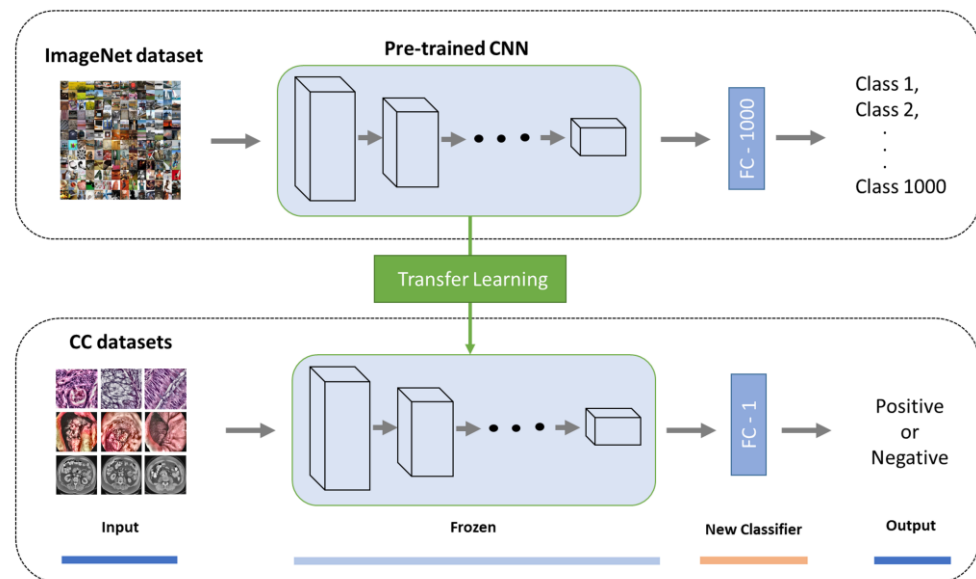 ImageNet dataset
Pre-trained CNN
FC - 1000
Class 1,
Class 2,
.
.
.
Class 1000
Transfer Learning
CC datasets
FC - 1
Positive
or
Negative
Input
Frozen
New Classifier
Output